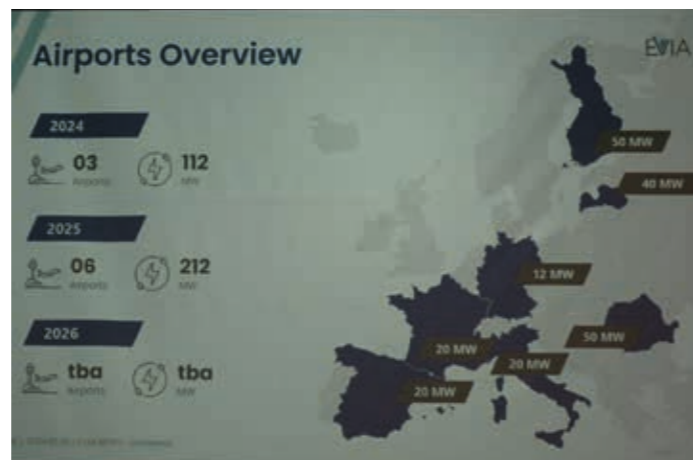 Airports Overview
EVIA
2024
03
Airports
112
MW
2025
06
Airports
212
MW
2026
tba
Airports
tba
MW
50 MW
40 MW
12 MW
50 MW
20 MW
20 MW
20 MW